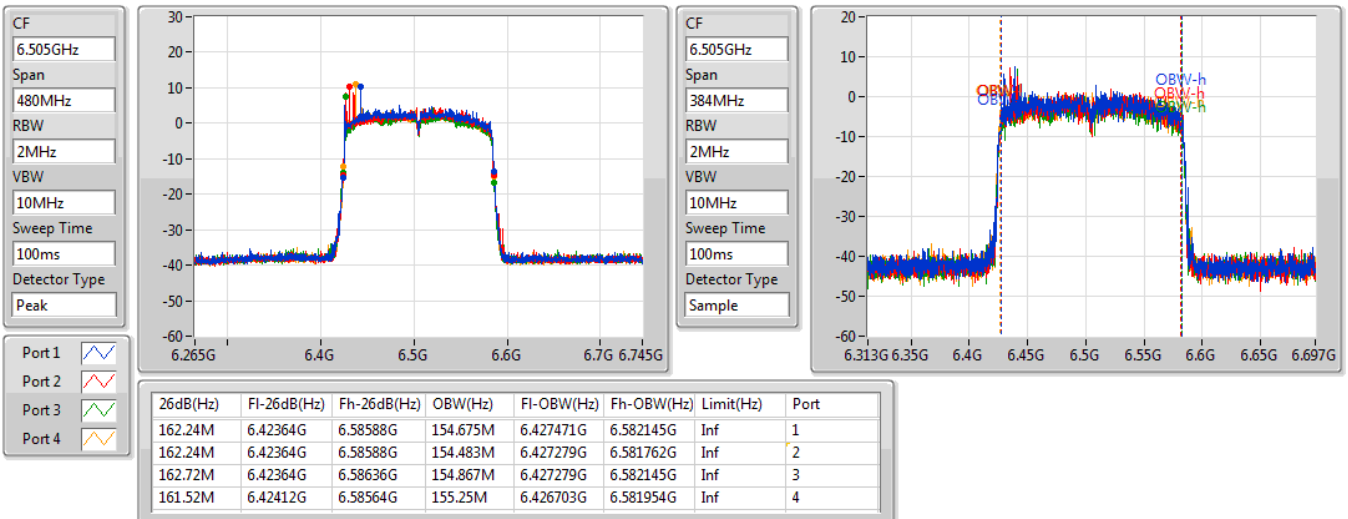 CF
6.505GHz
Span
480MHz
RBW
2MHz
VBW
10MHz
Sweep Time
100ms
Detector Type
Peak
30
20
10
0
-10
-20
-30
-40
-50
-60
6.265G 6.4G 6.5G 6.6G 6.7G 6.745G
CF
6.505GHz
Span
384MHz
RBW
2MHz
VBW
10MHz
Sweep Time
100ms
Detector Type
Sample
20
10
0
-10
-20
-30
-40
-50
-60
OBW
OBW-h
OBW-h
OBW-h
6.313G 6.35G 6.4G 6.45G 6.5G 6.55G 6.6G 6.65G 6.697G
Port 1
Port 2
Port 3
Port 4
26dB(Hz) Fl-26dB(Hz) Fh-26dB(Hz) OBW(Hz) Fl-OBW(Hz) Fh-OBW(Hz) Limit(Hz) Port
162.24M 6.42364G 6.58588G 154.675M 6.427471G 6.582145G Inf 1
162.24M 6.42364G 6.58588G 154.483M 6.427279G 6.581762G Inf 2
162.72M 6.42364G 6.58636G 154.867M 6.427279G 6.582145G Inf 3
161.52M 6.42412G 6.58564G 155.25M 6.426703G 6.581954G Inf 4